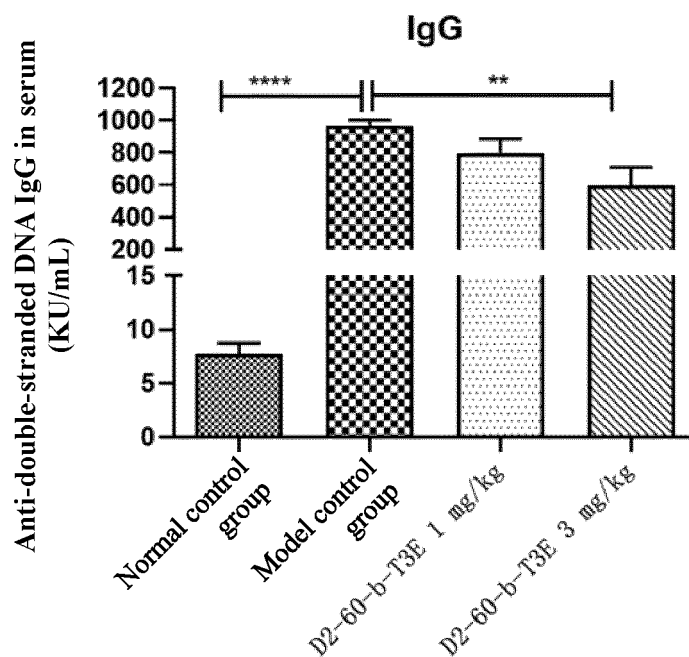 IgG
Anti-double-stranded DNA IgG in serum
(KU/mL)
1200
1000
800
600
400
200
15
10
5
0
****
**
Normal control
group
Model control
group
D2-60-b-T3E 1 mg/kg
D2-60-b-T3E 3 mg/kg